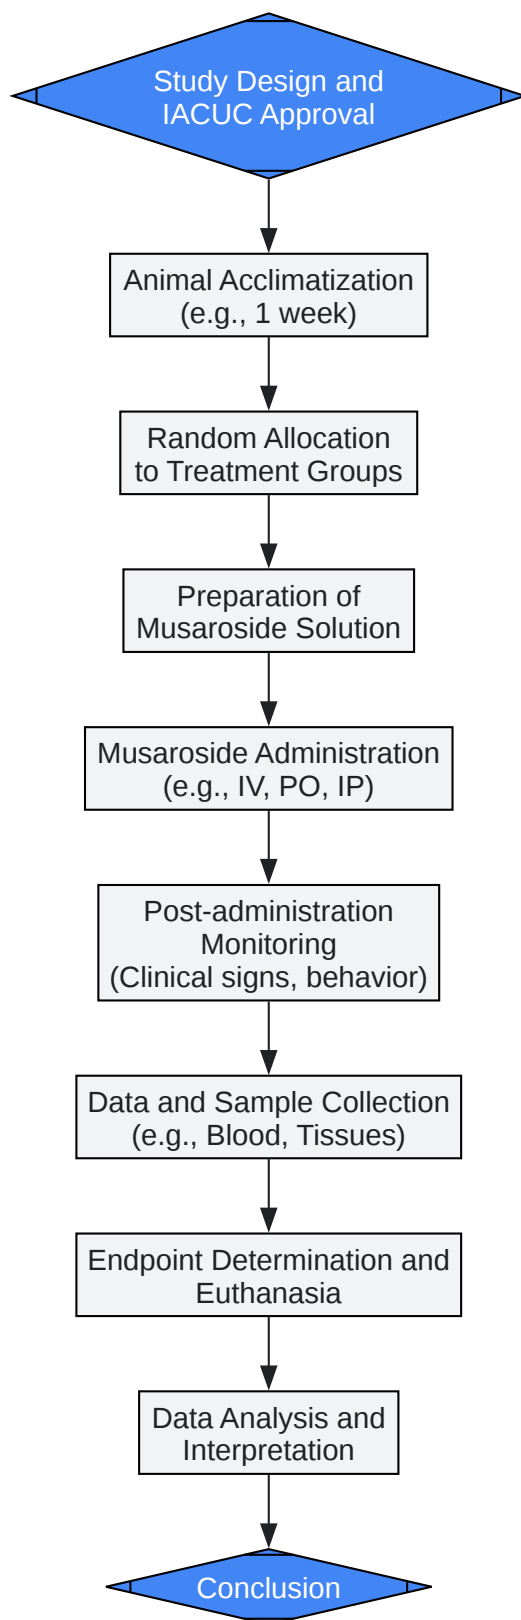 Study Design and
IACUC Approval
Animal Acclimatization
(e.g., 1 week)
Random Allocation
to Treatment Groups
Preparation of
Musaroside Solution
Musaroside Administration
(e.g., IV, PO, IP)
Post-administration
Monitoring
(Clinical signs, behavior)
Data and Sample Collection
(e.g., Blood, Tissues)
Endpoint Determination and
Euthanasia
Data Analysis and
Interpretation
Conclusion